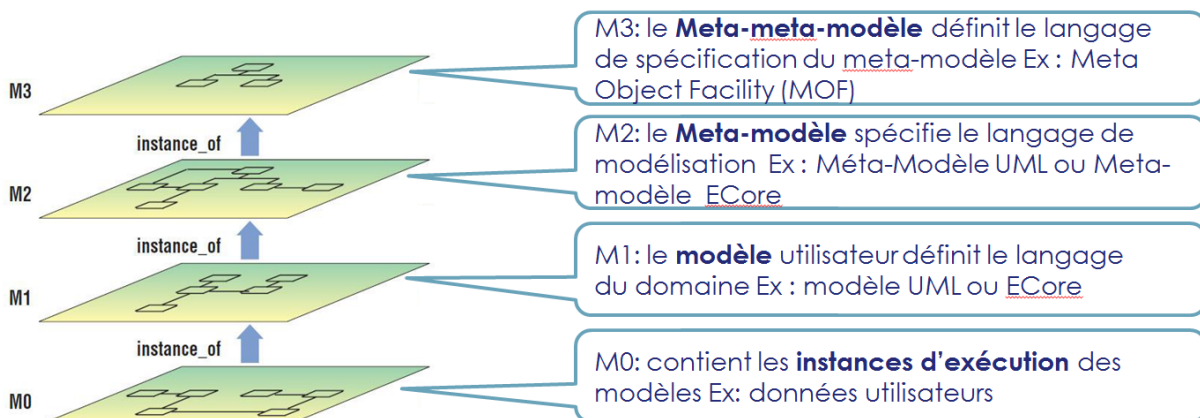 M3: le Meta-meta-modèle définit le langage
de spécification du meta-modèle Ex : Meta
Object Facility (MOF)
M3
instance_of
M2: le Meta-modèle spécifie le langage de
modélisation Ex : Méta-Modèle UML ou Meta-
modèle ECore
M2
instance_of
M1: le modèle utilisateur définit le langage
du domaine Ex : modèle UML ou ECore
M1
instance_of
M0: contient les instances d’exécution des
modèles Ex: données utilisateurs
M0